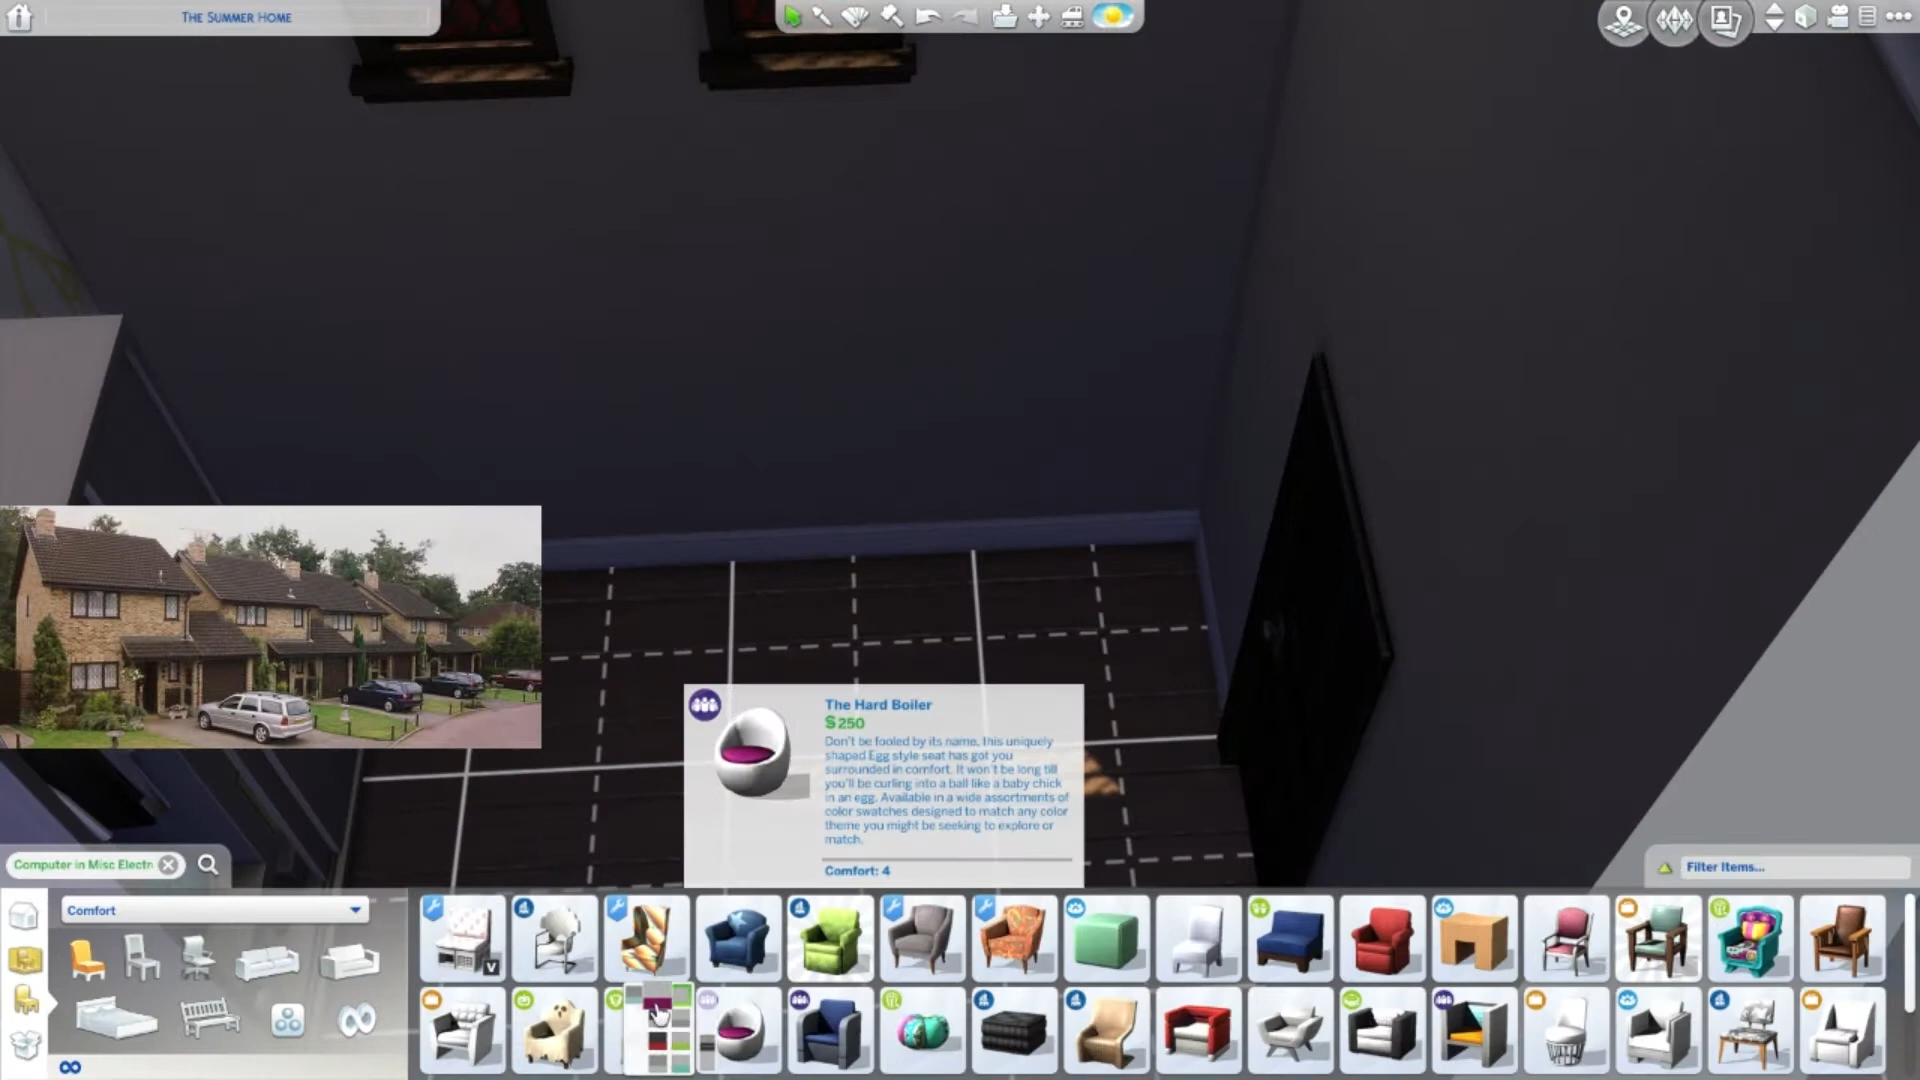 The Summer Home
The Hard Boiler
§250
Don't be fooled by its name, this uniquely
shaped Egg style seat has got you
surrounded in comfort. It won't be long till
you'll be curling into a ball like a baby chick
in an egg. Available in a wide assortments of
color swatches designed to match any color
theme you might be seeking to explore or
match.
Comfort: 4
Computer in Misc Electr
Filter Items...
Comfort
V